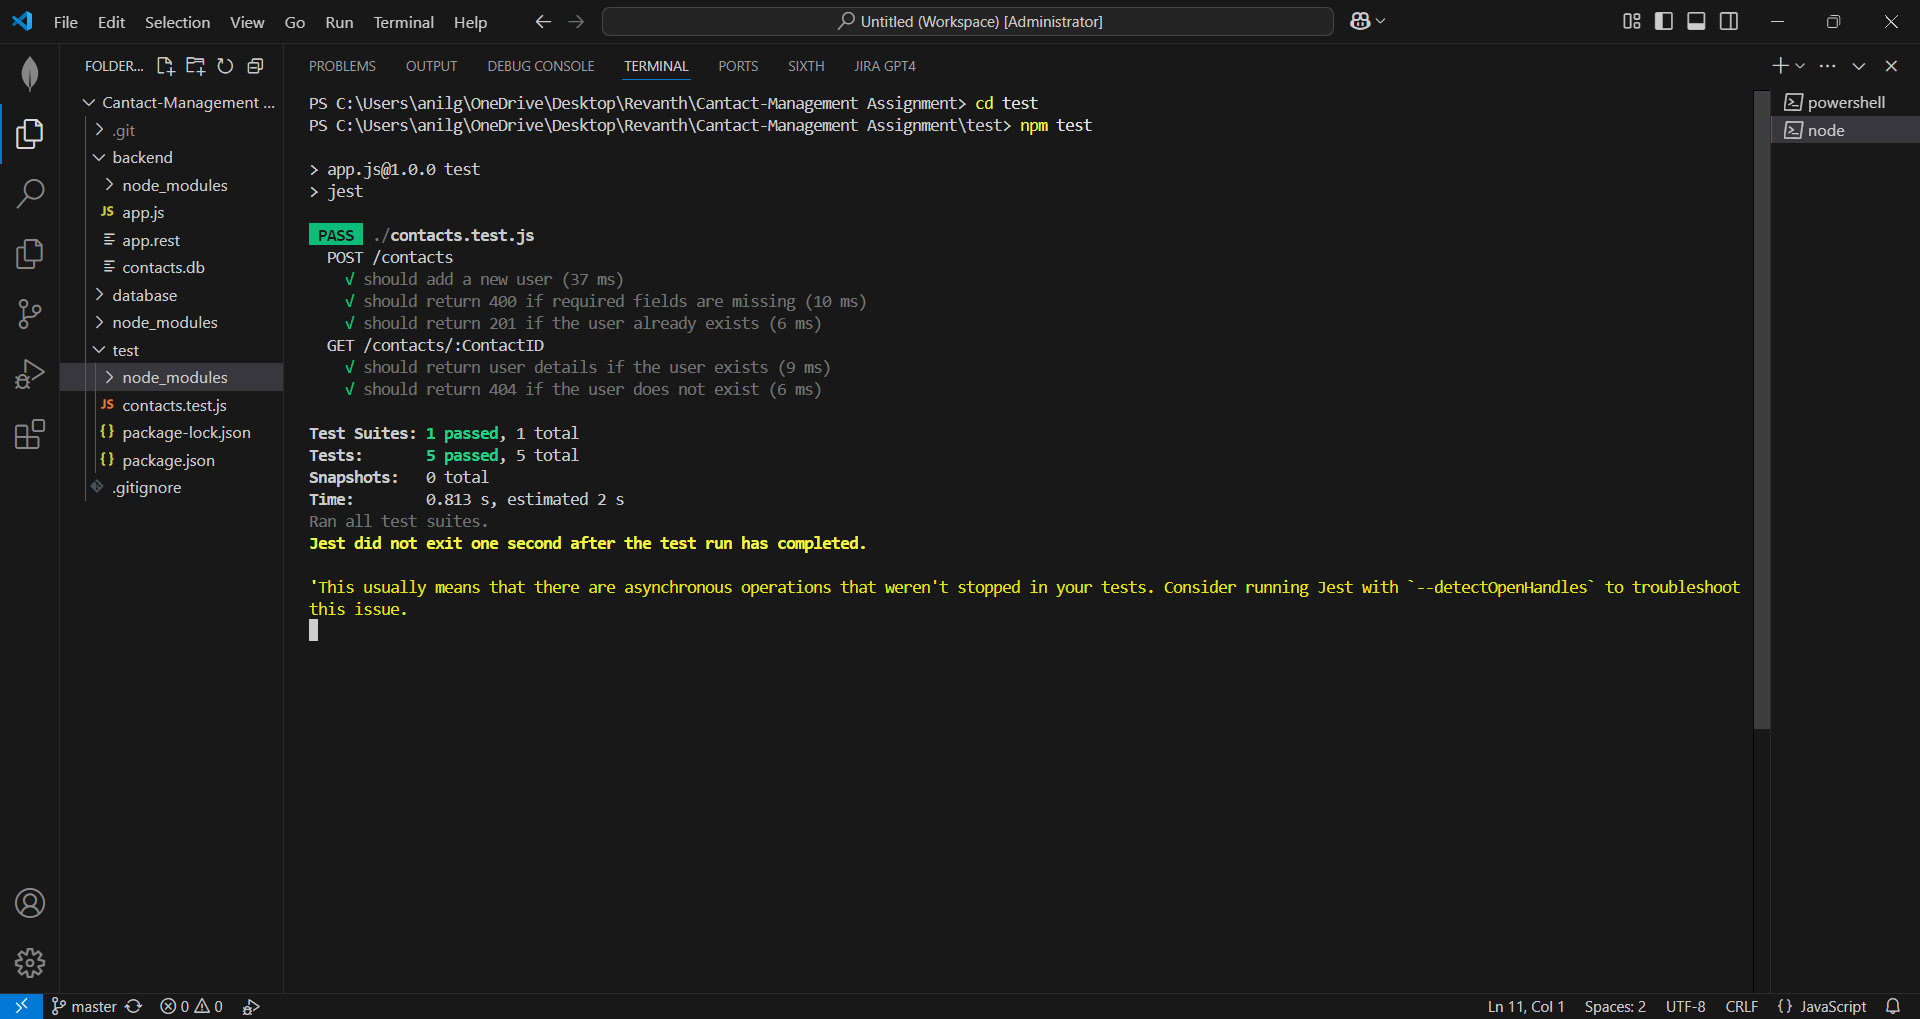 File Edit Selection View Go Run Terminal Help
Untitled (Workspace) [Administrator]
FOLDER...
Cantact-Management ...
.git
backend
node_modules
JS app.js
app.rest
contacts.db
database
node_modules
test
node_modules
JS contacts.test.js
{} package-lock.json
{} package.json
.gitignore
PROBLEMS OUTPUT DEBUG CONSOLE TERMINAL PORTS SIXTH JIRA GPT4
PS C:\Users\anilg\OneDrive\Desktop\Revanth\Cantact-Management Assignment> cd test
PS C:\Users\anilg\OneDrive\Desktop\Revanth\Cantact-Management Assignment\test> npm test
> app.js@1.0.0 test
> jest
PASS ./contacts.test.js
POST /contacts
√ should add a new user (37 ms)
√ should return 400 if required fields are missing (10 ms)
√ should return 201 if the user already exists (6 ms)
GET /contacts/:ContactID
√ should return user details if the user exists (9 ms)
√ should return 404 if the user does not exist (6 ms)
Test Suites: 1 passed, 1 total
Tests: 5 passed, 5 total
Snapshots: 0 total
Time: 0.813 s, estimated 2 s
Ran all test suites.
Jest did not exit one second after the test run has completed.
'This usually means that there are asynchronous operations that weren't stopped in your tests. Consider running Jest with `--detectOpenHandles` to troubleshoot
this issue.
powershell
node
master 0 0
Ln 11, Col 1 Spaces: 2 UTF-8 CRLF {} JavaScript